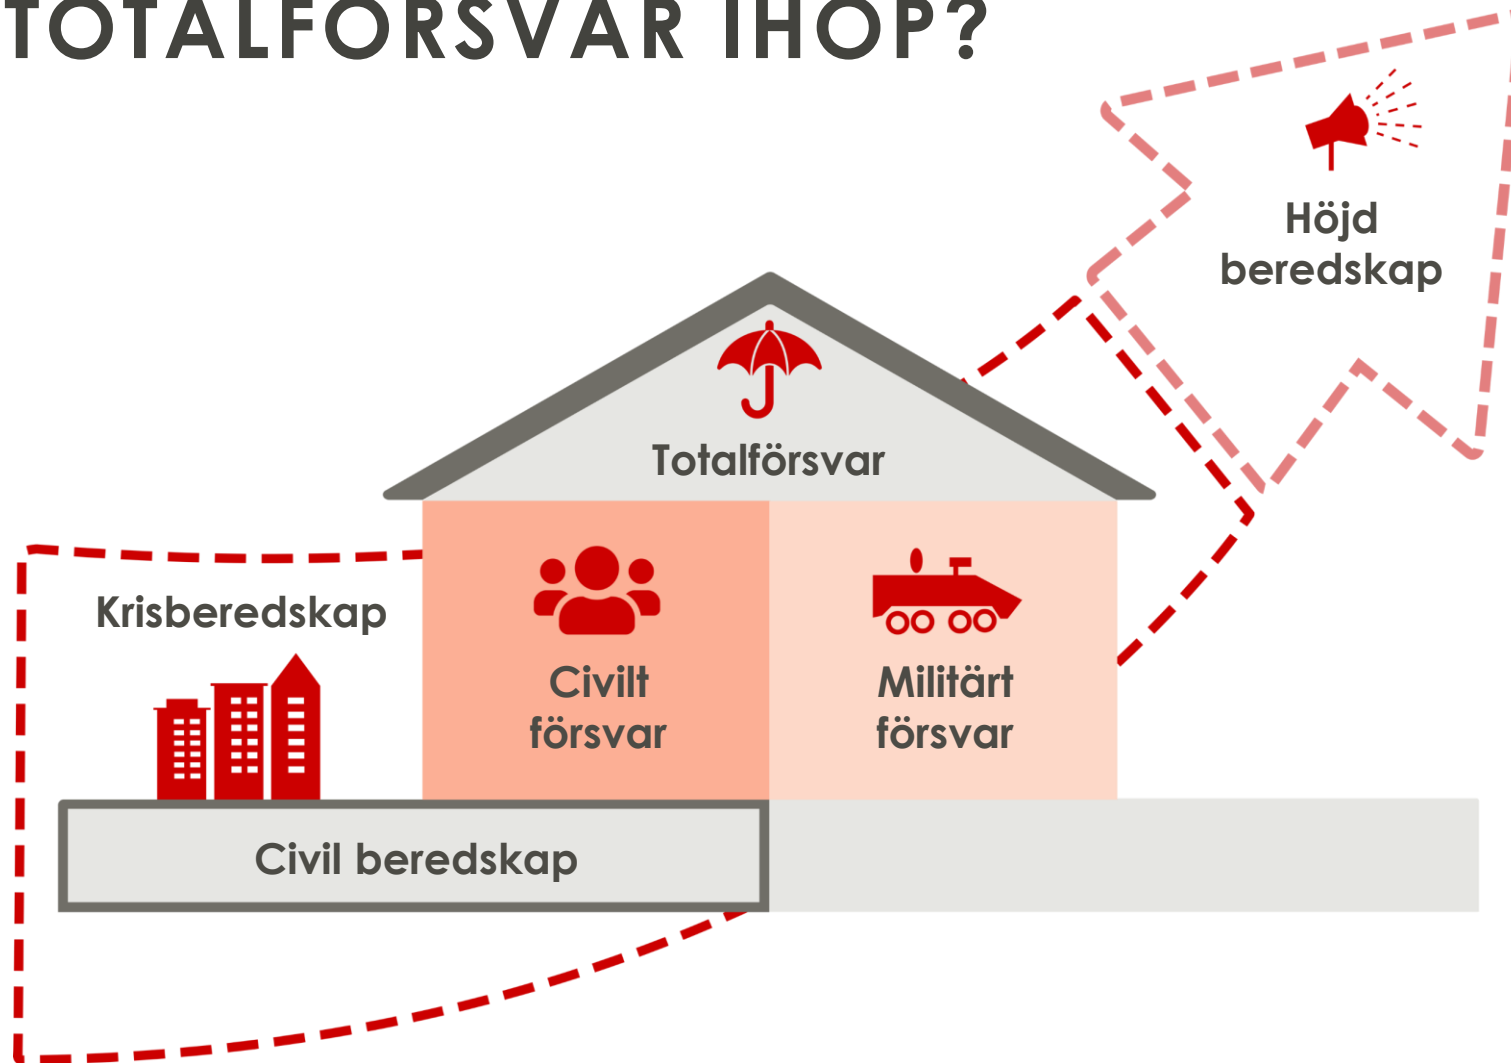 TOTALFÖRSVAR IHOP?
Höjd
beredskap
Totalförsvar
Krisberedskap
Civilt
försvar
Militärt
försvar
Civil beredskap